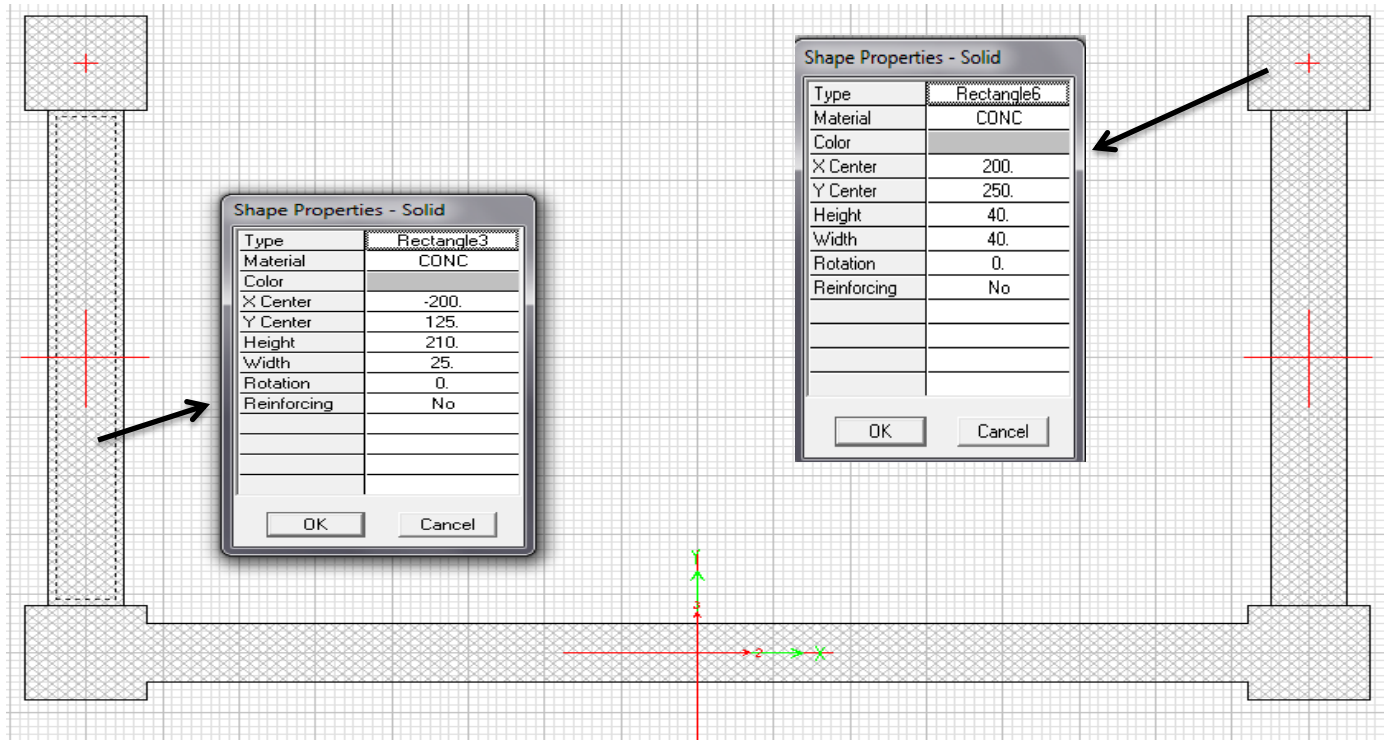 Shape Properties - Solid
Type Rectangle6
Material CONC
Color
X Center 200.
Y Center 250.
Height 40.
Width 40.
Rotation 0.
Reinforcing No
OK Cancel
Shape Properties - Solid
Type Rectangle3
Material CONC
Color
X Center -200.
Y Center 125.
Height 210.
Width 25.
Rotation 0.
Reinforcing No
OK Cancel
Y
3
2 X